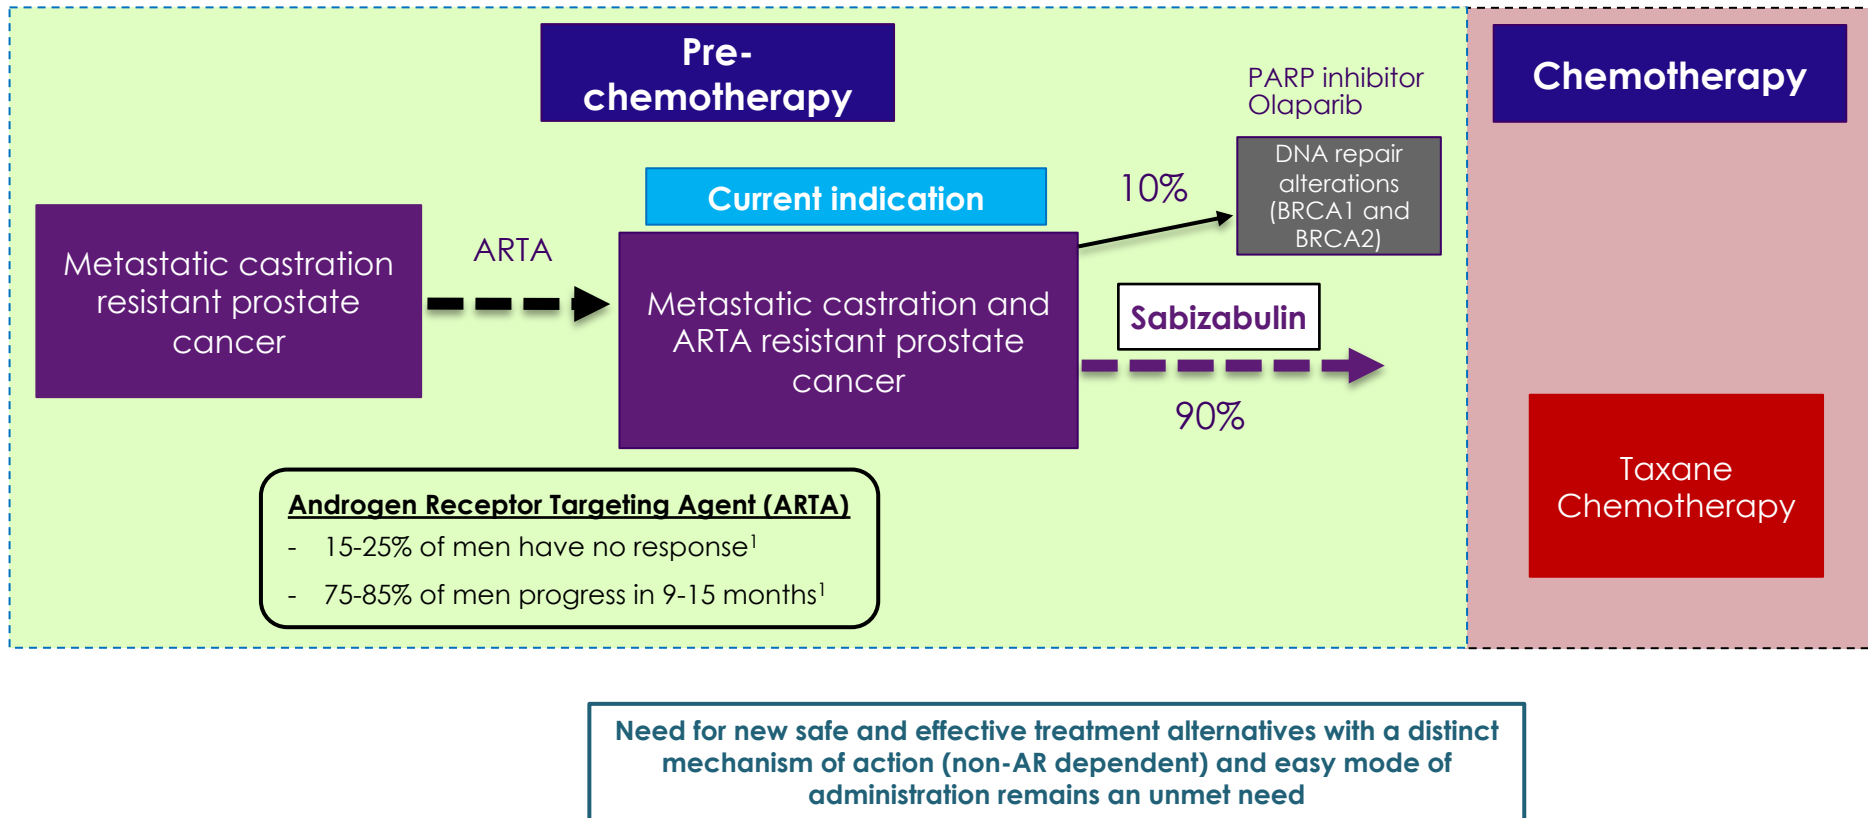 Pre-
chemotherapy
Chemotherapy
PARP inhibitor
Olaparib
DNA repair
alterations
(BRCA1 and
BRCA2)
10%
Current indication
Metastatic castration
resistant prostate
cancer
ARTA
Metastatic castration and
ARTA resistant prostate
cancer
Sabizabulin
90%
Taxane
Chemotherapy
Androgen Receptor Targeting Agent (ARTA)
- 15-25% of men have no response¹
- 75-85% of men progress in 9-15 months¹
Need for new safe and effective treatment alternatives with a distinct
mechanism of action (non-AR dependent) and easy mode of
administration remains an unmet need